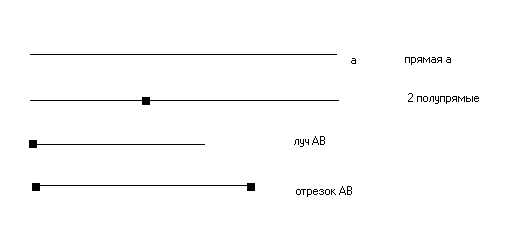 а прямая а
2 полупрямые
луч АВ
отрезок АВ